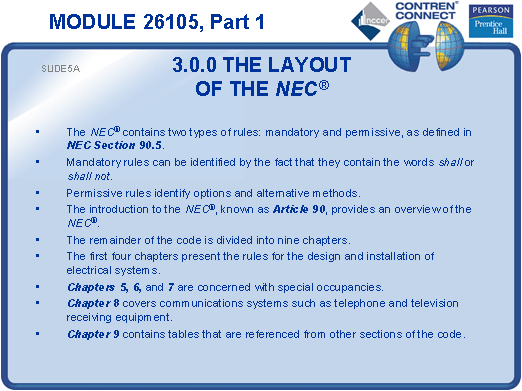 MODULE 26105, Part 1
nccer
CONTREN®
CONNECT
PEARSON
Prentice
Hall
SLIDE 5A
3.0.0 THE LAYOUT
OF THE NEC®
• The NEC® contains two types of rules: mandatory and permissive, as defined in
NEC Section 90.5.
• Mandatory rules can be identified by the fact that they contain the words shall or
shall not.
• Permissive rules identify options and alternative methods.
• The introduction to the NEC®, known as Article 90, provides an overview of the
NEC®.
• The remainder of the code is divided into nine chapters.
• The first four chapters present the rules for the design and installation of
electrical systems.
• Chapters 5, 6, and 7 are concerned with special occupancies.
• Chapter 8 covers communications systems such as telephone and television
receiving equipment.
• Chapter 9 contains tables that are referenced from other sections of the code.